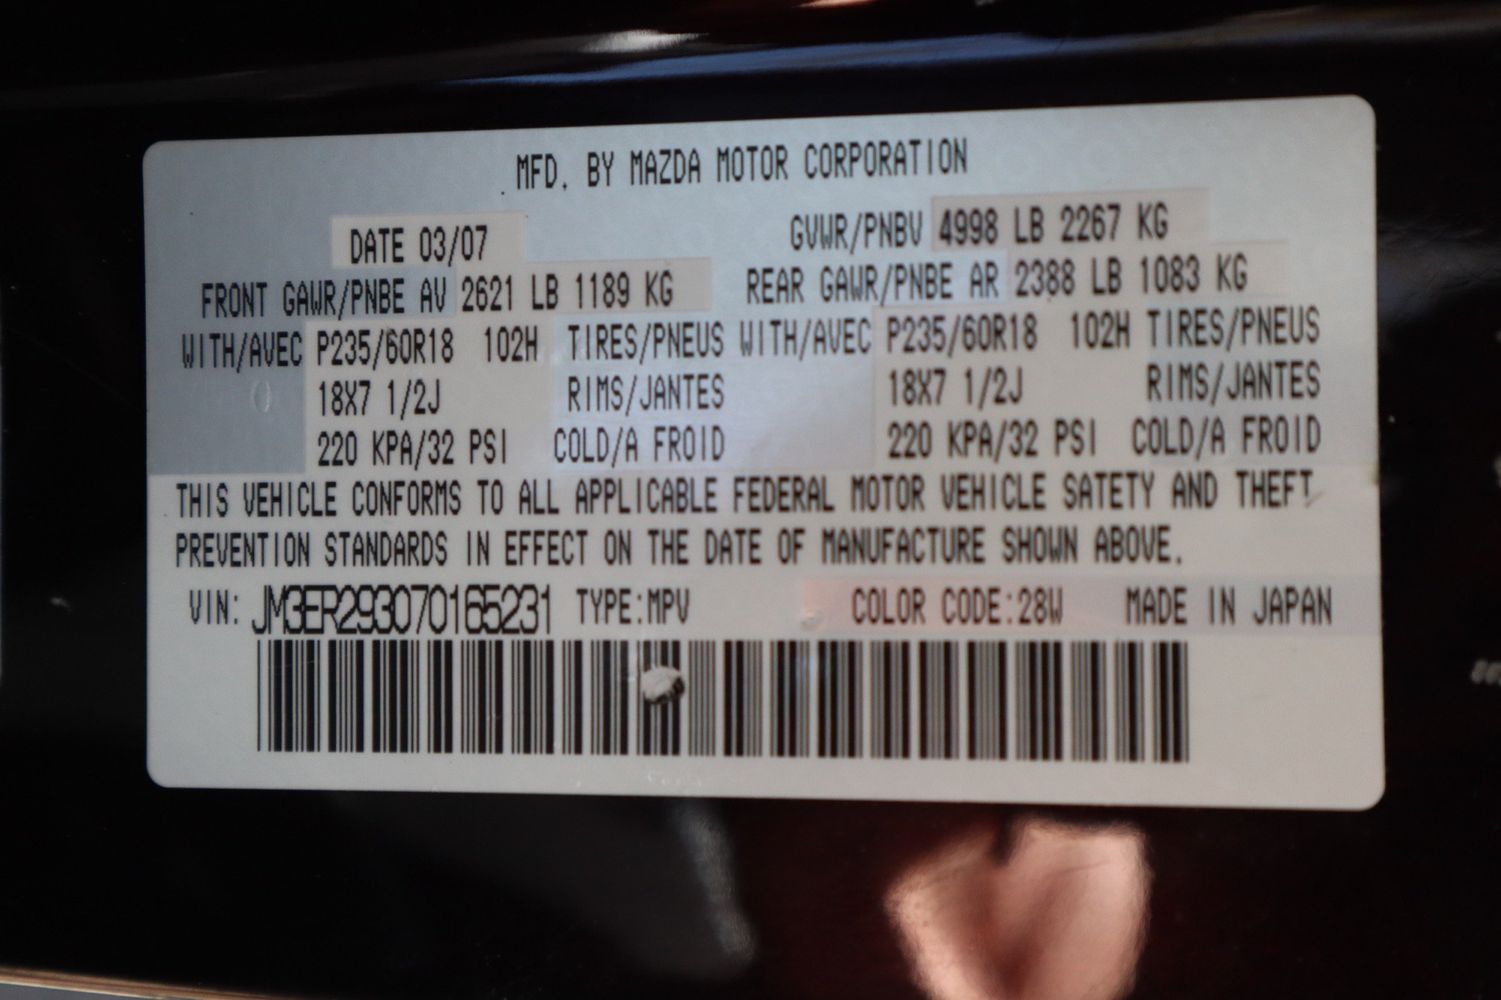 MFD. BY MAZDA MOTOR CORPORATION
DATE 03/07 GVWR/PNBV 4998 LB 2267 KG
FRONT GAWR/PNBE AV 2621 LB 1189 KG REAR GAWR/PNBE AR 2388 LB 1083 KG
WITH/AVEC P235/60R18 102H TIRES/PNEUS WITH/AVEC P235/60R18 102H TIRES/PNEUS
18X7 1/2J RIMS/JANTES 18X7 1/2J RIMS/JANTES
220 KPA/32 PSI COLD/A FROID 220 KPA/32 PSI COLD/A FROID
THIS VEHICLE CONFORMS TO ALL APPLICABLE FEDERAL MOTOR VEHICLE SATETY AND THEFT
PREVENTION STANDARDS IN EFFECT ON THE DATE OF MANUFACTURE SHOWN ABOVE.
VIN: JM3ER293070165231 TYPE:MPV COLOR CODE:28W MADE IN JAPAN